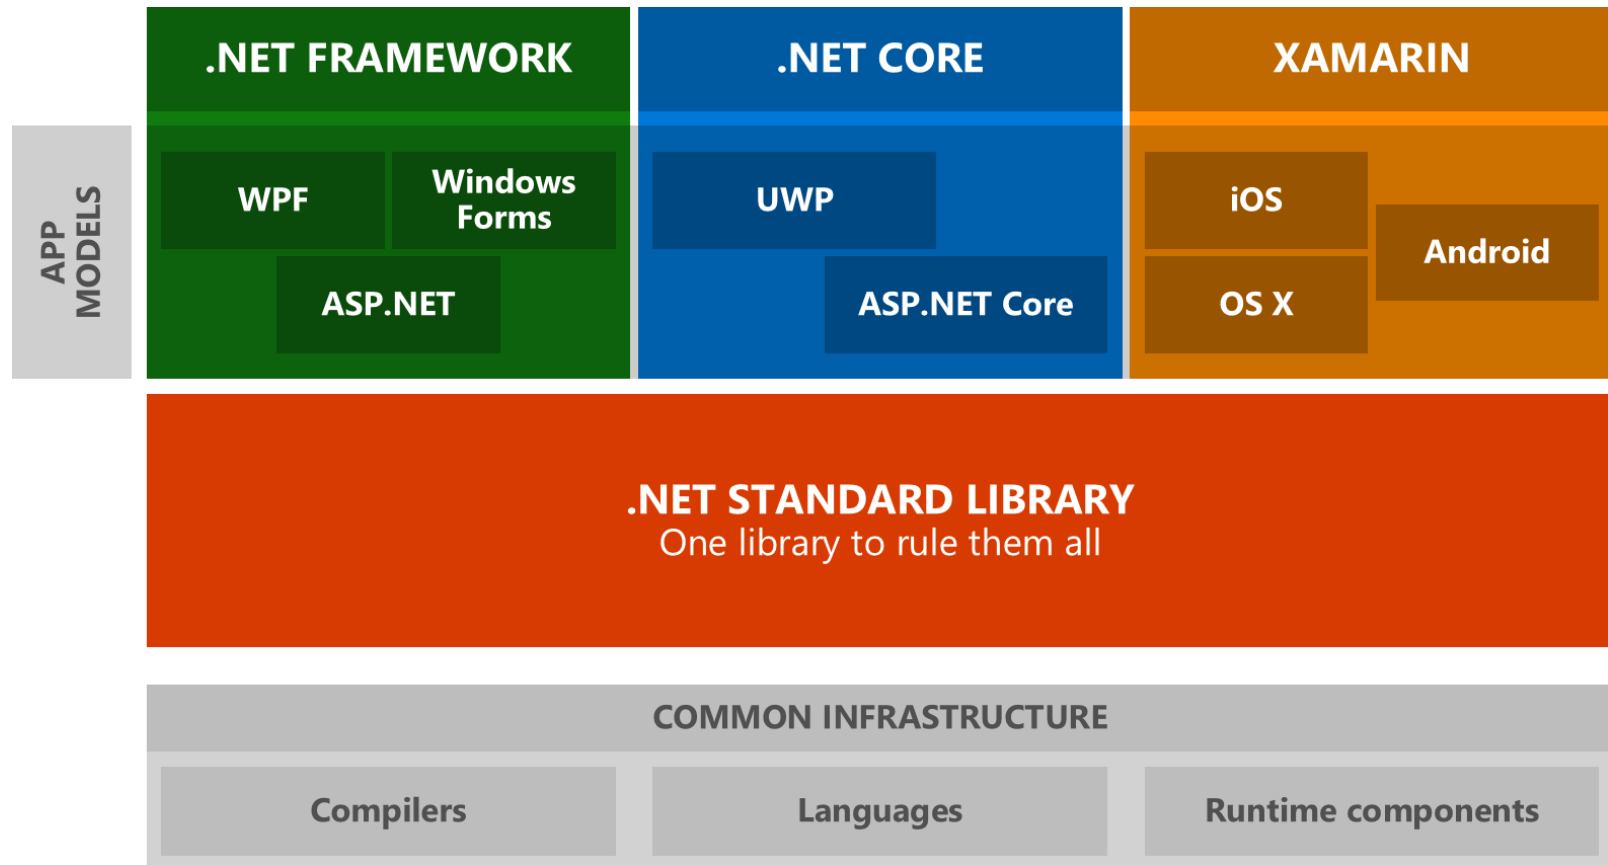 .NET FRAMEWORK
.NET CORE
XAMARIN
APP
MODELS
WPF
Windows
Forms
ASP.NET
UWP
ASP.NET Core
iOS
Android
OS X
.NET STANDARD LIBRARY
One library to rule them all
COMMON INFRASTRUCTURE
Compilers
Languages
Runtime components